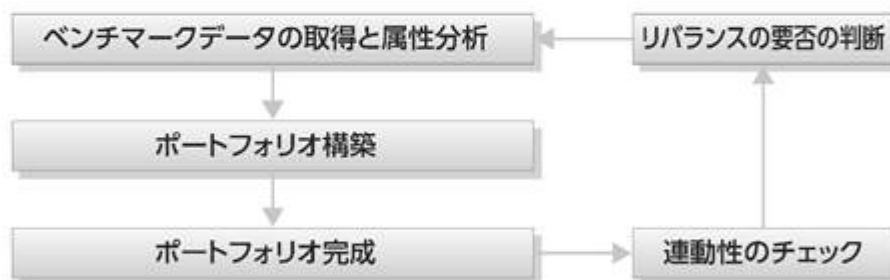 ベンチマークデータの取得と属性分析
リバランスの要否の判断
ポートフォリオ構築
ポートフォリオ完成
連動性のチェック